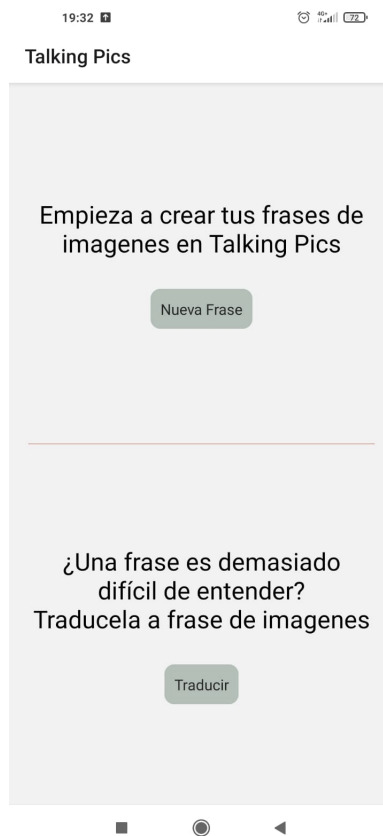 19:32
4G+
72
Talking Pics
Empieza a crear tus frases de
imagenes en Talking Pics
Nueva Frase
¿Una frase es demasiado
difícil de entender?
Traducela a frase de imagenes
Traducir